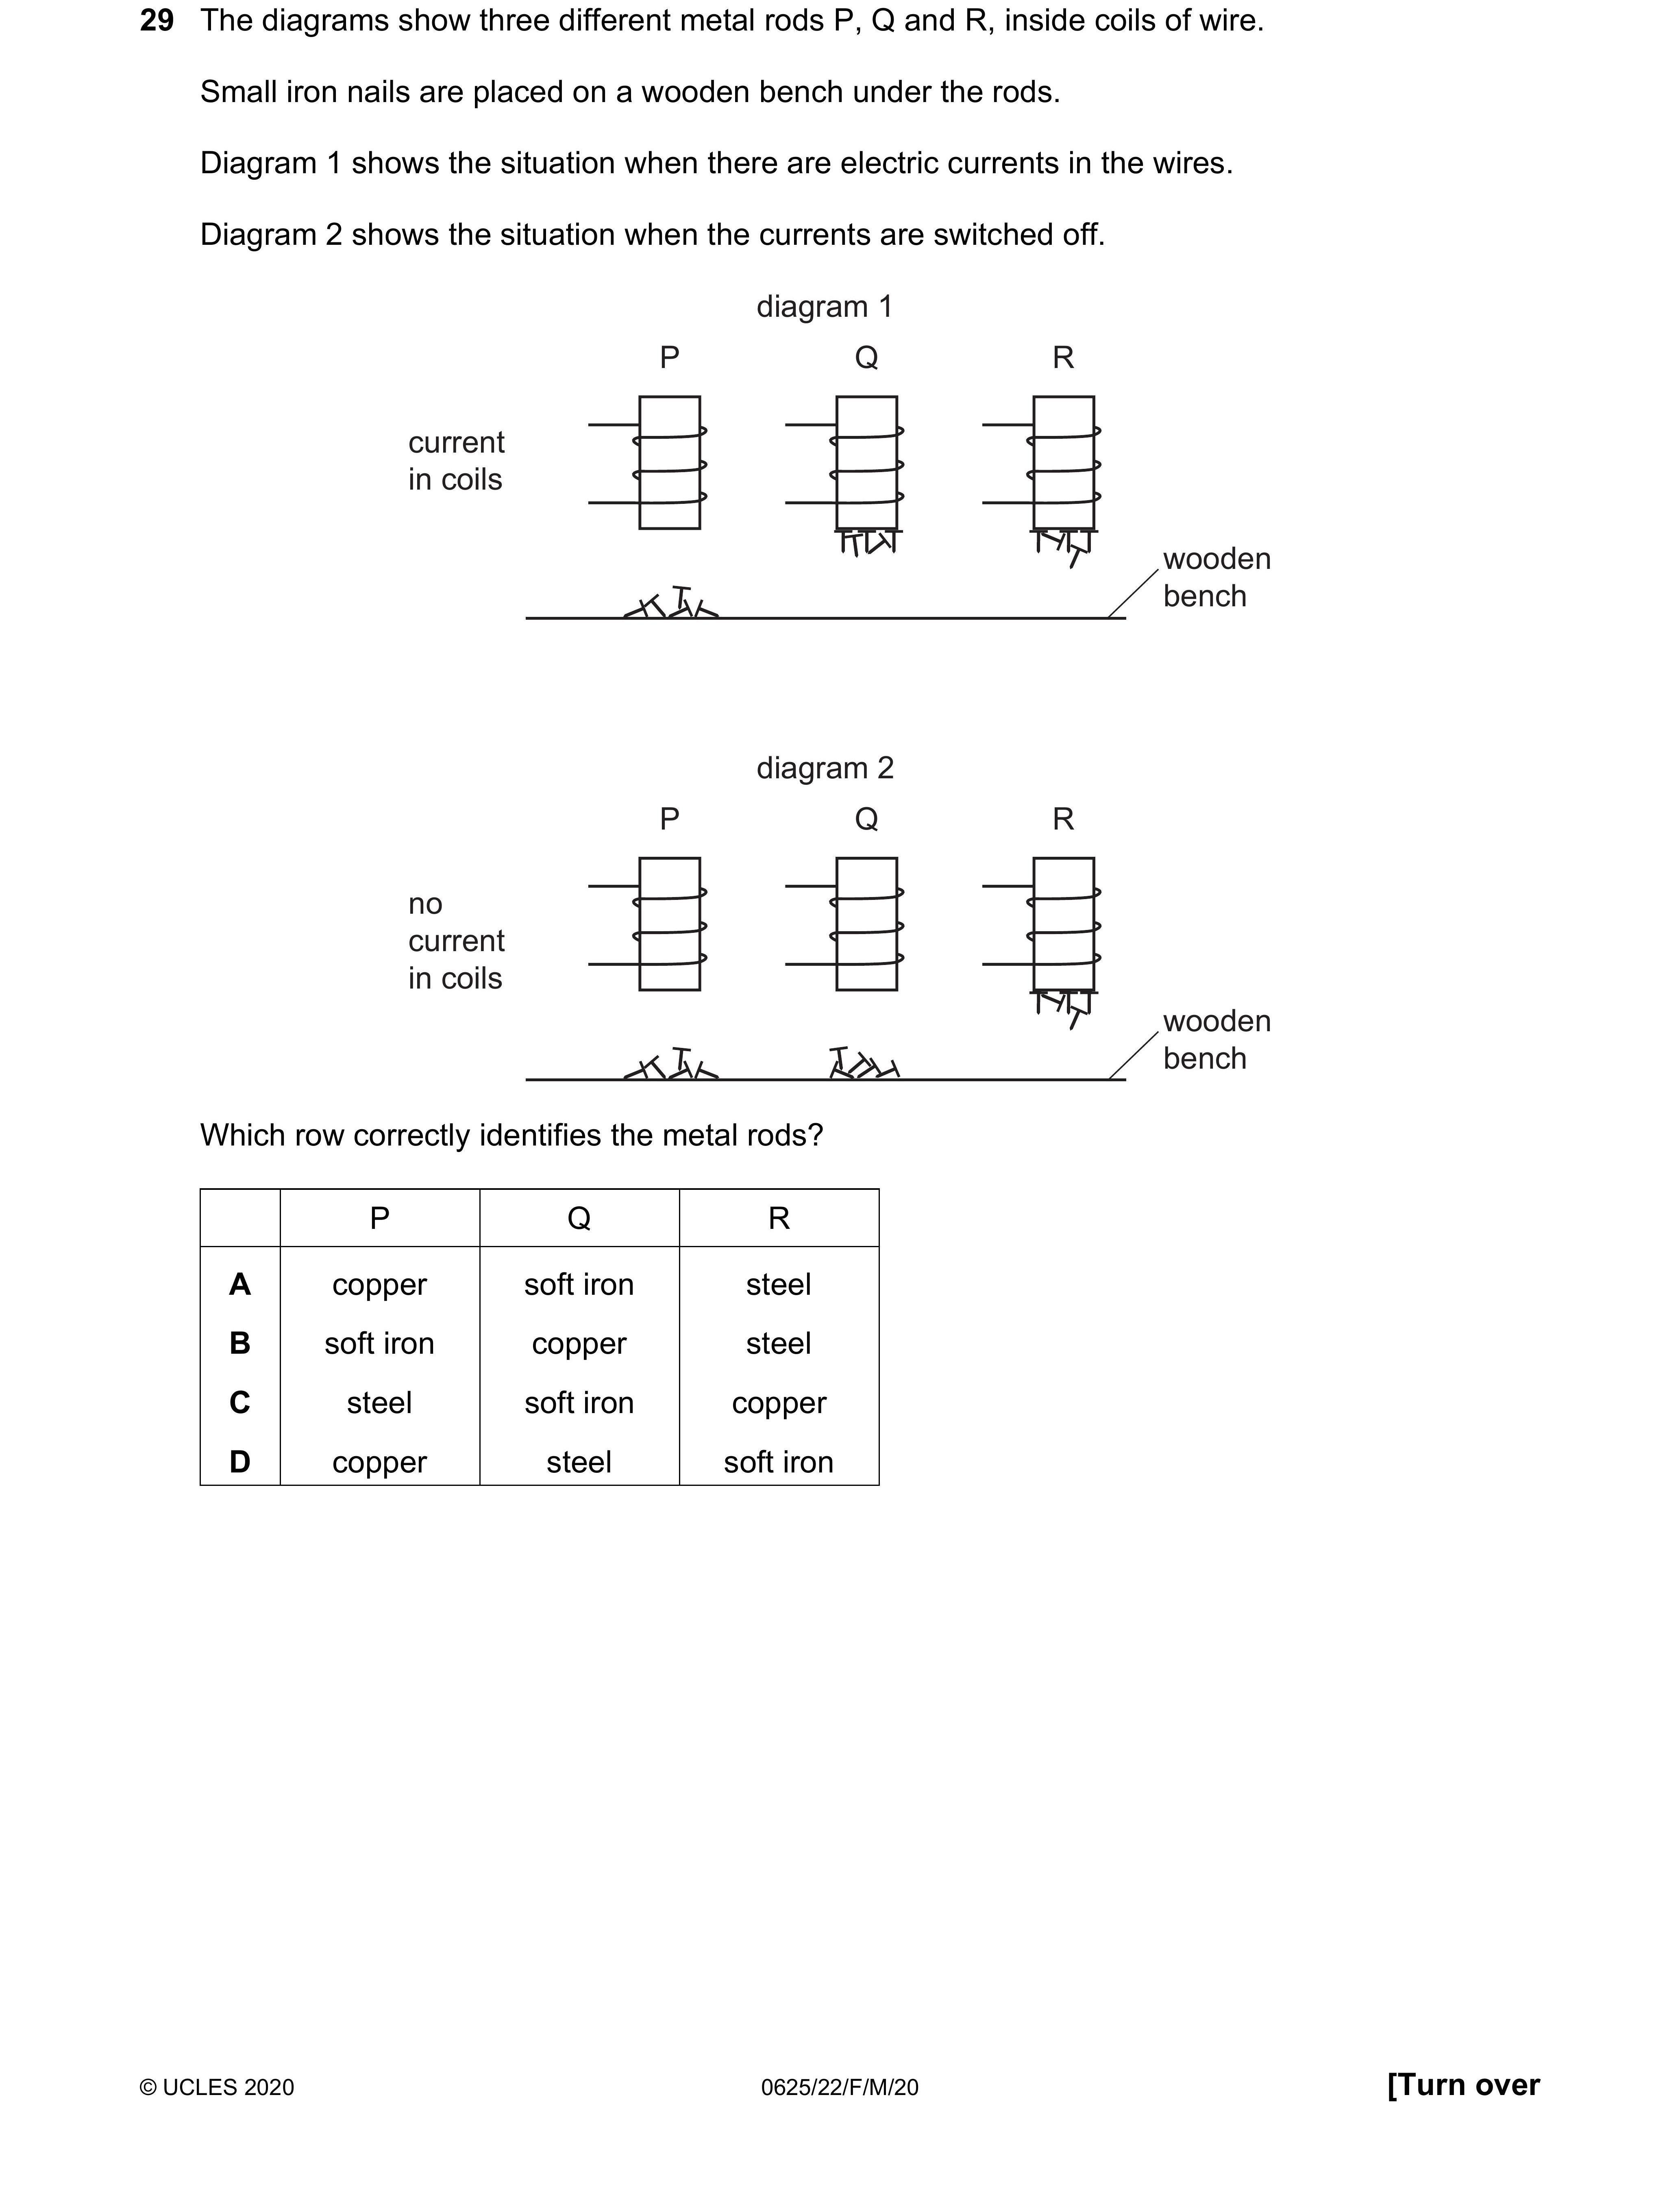 29 The diagrams show three different metal rods P, Q and R, inside coils of wire.
Small iron nails are placed on a wooden bench under the rods.
Diagram 1 shows the situation when there are electric currents in the wires.
Diagram 2 shows the situation when the currents are switched off.
diagram 1
P Q R
current
in coils
wooden
bench
diagram 2
P Q R
no
current
in coils
wooden
bench
Which row correctly identifies the metal rods?
P Q R
A copper soft iron steel
B soft iron copper steel
C steel soft iron copper
D copper steel soft iron
© UCLES 2020 0625/22/F/M/20 [Turn over